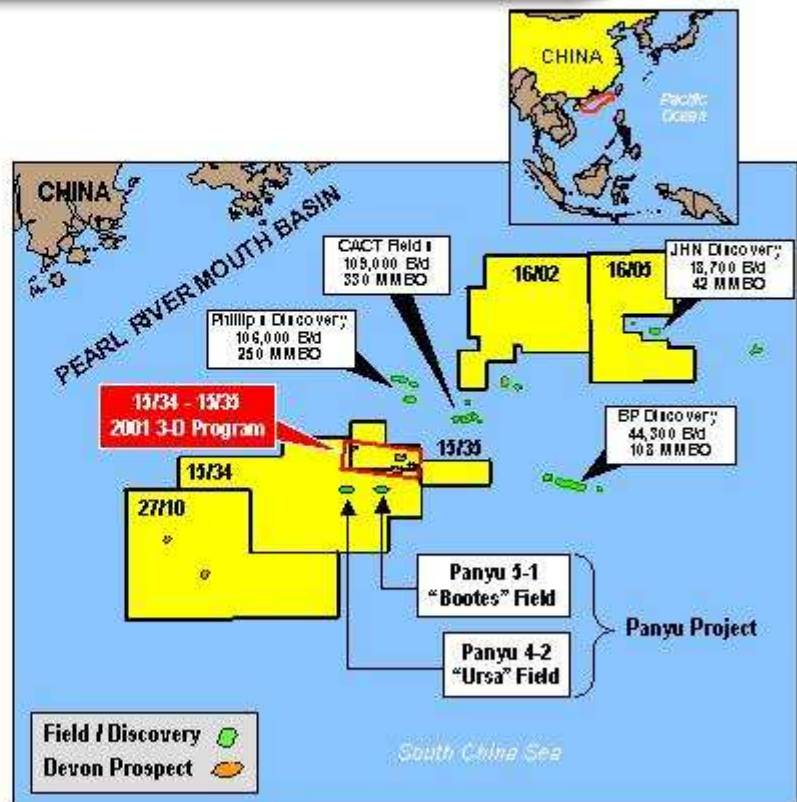 CHINA
Pacific
Ocean
CHINA
PEARL RIVER MOUTH BASIN
CACT Fields
109,000 B/d
330 MMBO
16/02
16/05
JHN Discovery
18,700 B/d
42 MMBO
Phillips Discovery
106,000 B/d
250 MMBO
15/34 - 15/35
2001 3-D Program
15/35
BP Discovery
44,300 B/d
108 MMBO
15/34
27/10
Panyu 5-1
"Bootes" Field
Panyu Project
Panyu 4-2
"Ursa" Field
Field / Discovery
Devon Prospect
South China Sea